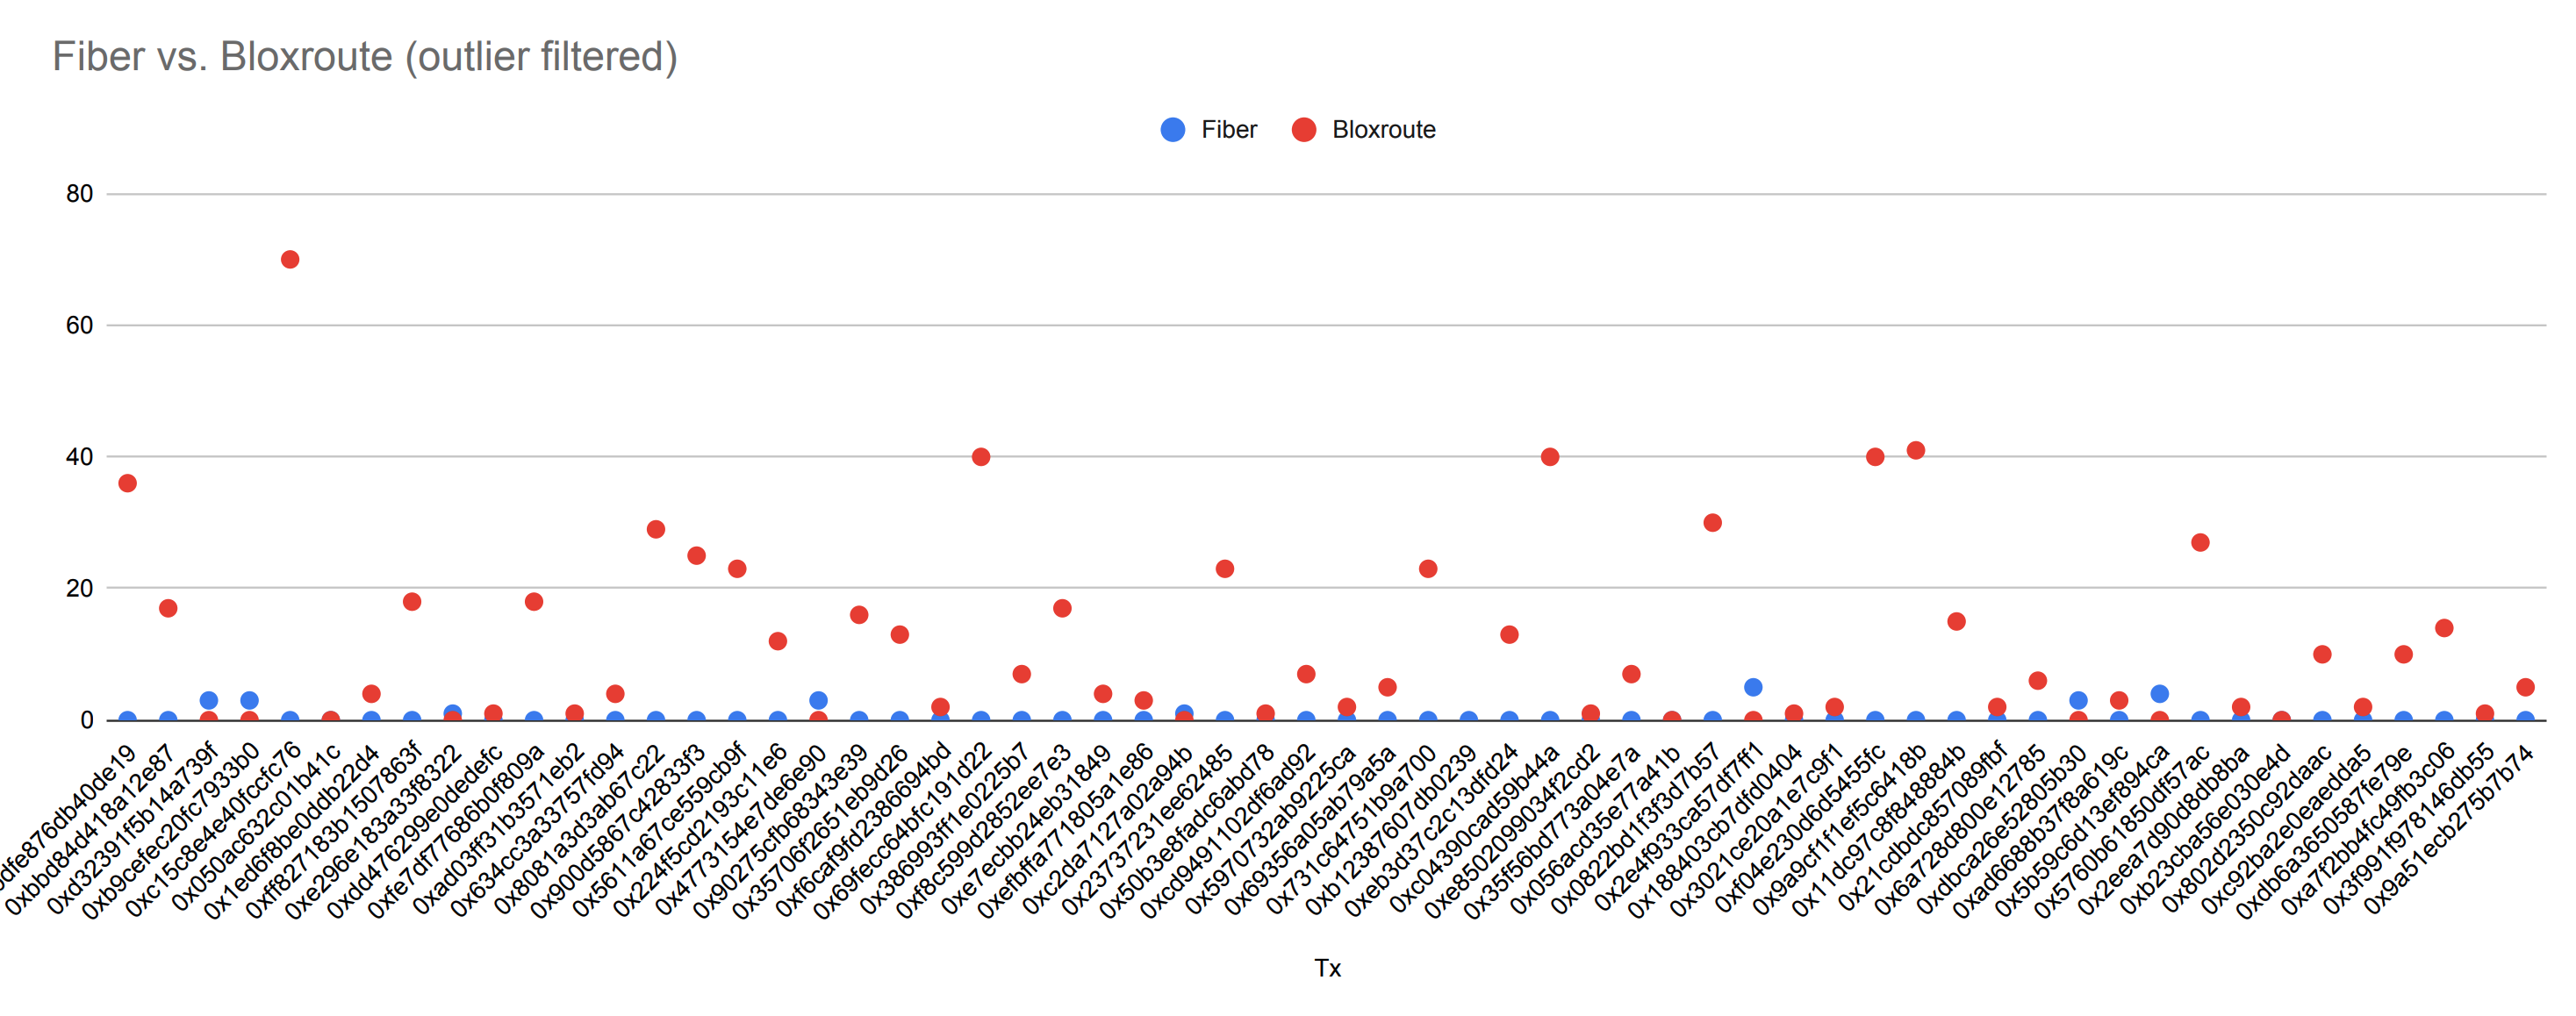 Fiber vs. Bloxroute (outlier filtered)
Fiber
Bloxroute
80
60
40
20
0
0xbbd84d418a12e87
0xd32391f5b14a739f
0xb9cefec20fc7933b0
0xc15c8e4e40fccfc76
0x050ac632c01b41c
0x1ed6f8be0ddb22d4
0xff827183b1507863f
0xe296e183a33f8322
0xdd476299e0dedefc
0xfe7df77686b0f809a
0xad03ff31b3571eb2
0x634cc3a33757fd94
0x8081a3d3ab67c22
0x900d5867c42833f3
0x5611a67ce559cb9f
0x224f5cd2193c11e6
0x4773154e7de6e90
0x90275cfb68343e39
0x35706f2651eb9d26
0xf6caf9fd2386694bd
0x69fecc64bfc191d22
0x386993ff1e0225b7
0xf8c599d2852ee7e3
0xe7ecbb24eb31849
0xefbffa771805a1e86
0xc2da7127a02a94b
0x23737231ee62485
0x50b3e8fadc6abd78
0xcd9491102df6ad92
0x5970732ab9225ca
0x69356a05ab79a5a
0x731c64751b9a700
0xb12387607db0239
0xeb3d37c2c13dfd24
0xc04390cad59b44a
0xe8502099034f2cd2
0x35f56bd773a04e7a
0x056acd35e77a41b
0x0822bd1f3f3d7b57
0x2e4f933ca57df7ff1
0x188403cb7dfd0404
0x3021ce20a1e7c9f1
0xf04e230d6d5455fc
0x9a9cf1f1ef5c6418b
0x11dc97c8f848884b
0x21cdbdc857089fbf
0x6a728d800e12785
0xdbca26e52805b30
0xad688b37f8a619c
0x5b59c6d13ef894ca
0x5760b61850df57ac
0x2eea7d90d8db8ba
0xb23cba56e030e4d
0x802d2350c92daac
0xc92ba2e0eaedda5
0xdb6a3650587fe79e
0xa7f2bb4fc49fb3c06
0x3f991f978146db55
0x9a51ecb275b7b74
Tx